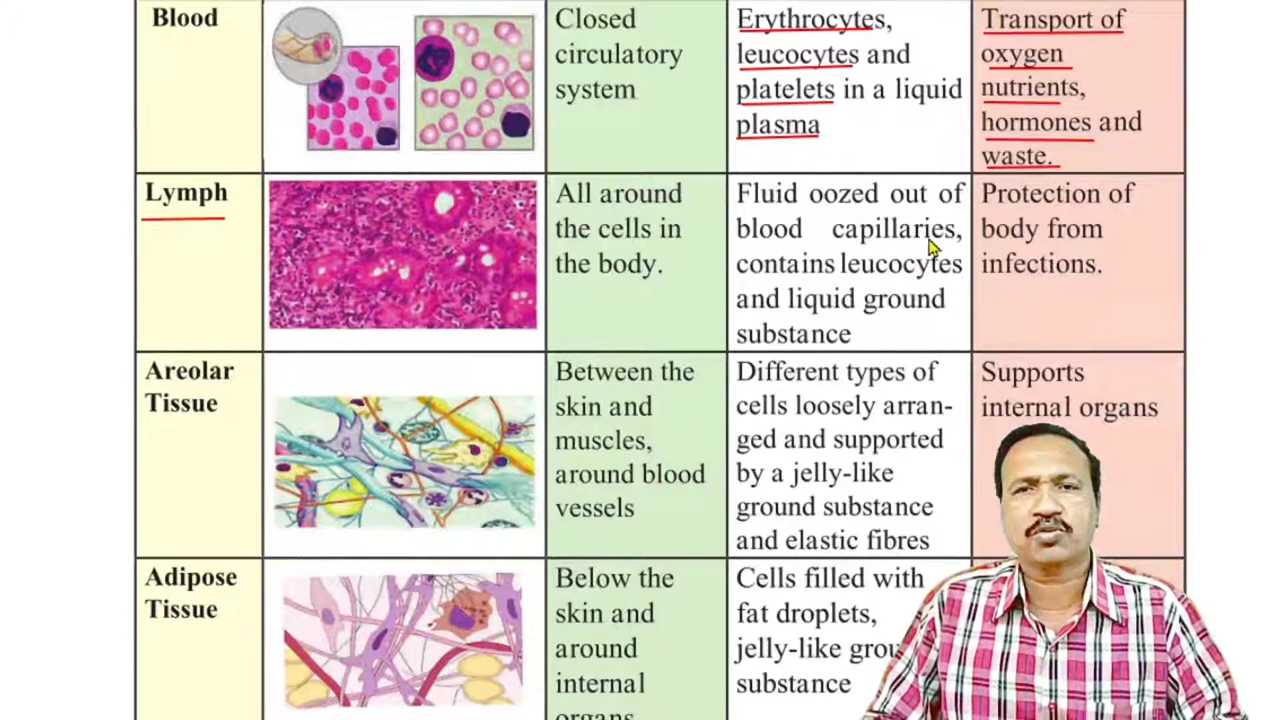 Blood
Closed
circulatory
system
Erythrocytes,
leucocytes and
platelets in a liquid
plasma
Transport of
oxygen
nutrients,
hormones and
waste.
Lymph
All around
the cells in
the body.
Fluid oozed out of
blood capillaries,
contains leucocytes
and liquid ground
substance
Protection of
body from
infections.
Areolar
Tissue
Between the
skin and
muscles,
around blood
vessels
Different types of
cells loosely arran-
ged and supported
by a jelly-like
ground substance
and elastic fibres
Supports
internal organs
Adipose
Tissue
Below the
skin and
around
internal
organs
Cells filled with
fat droplets,
jelly-like grou
substance